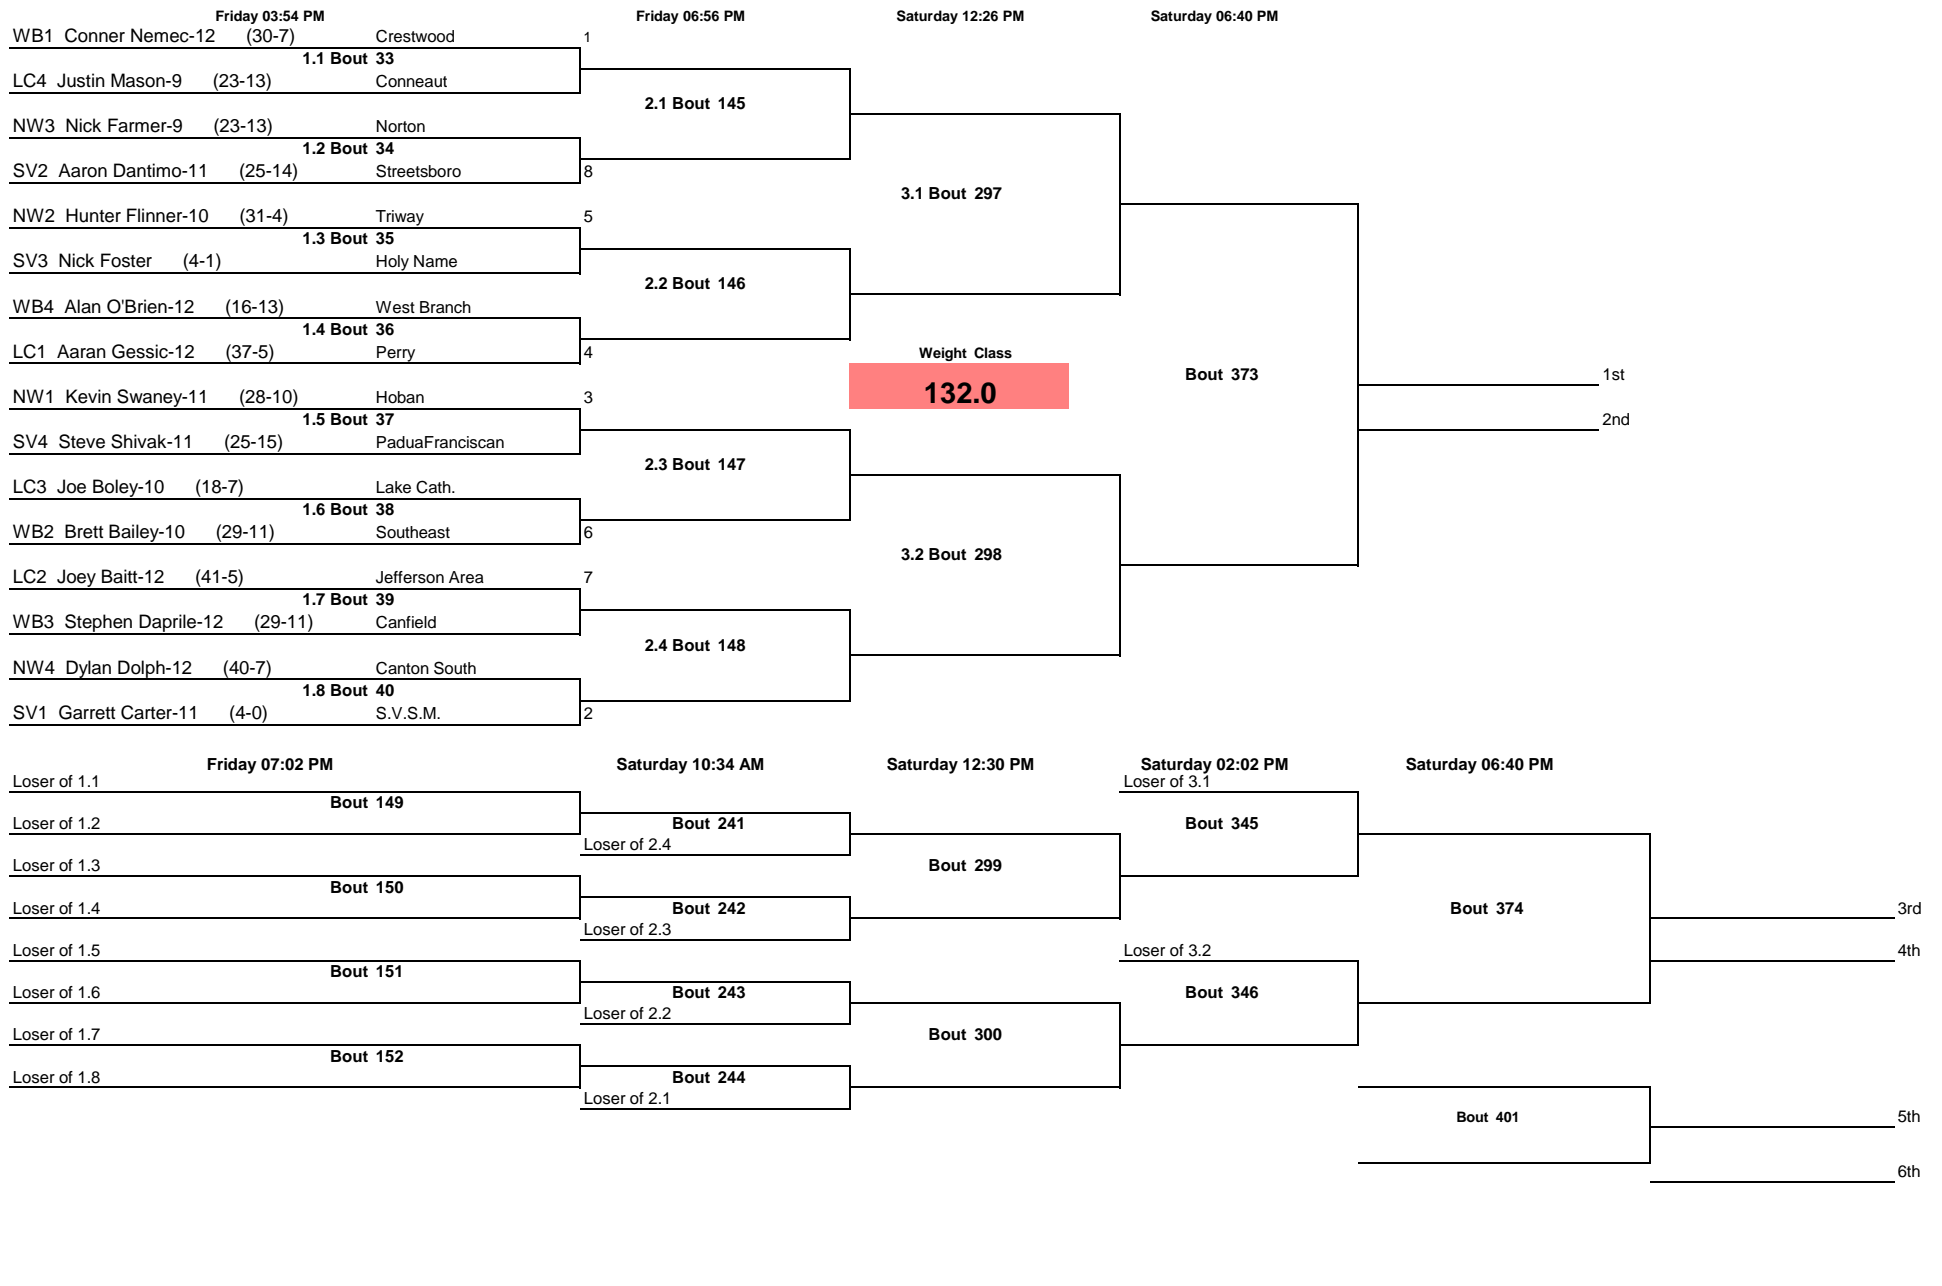 Friday 03:54 PM Friday 06:56 PM Saturday 12:26 PM Saturday 06:40 PM
WB1 Conner Nemec-12 (30-7) Crestwood 1
1.1 Bout 33
LC4 Justin Mason-9 (23-13) Conneaut
2.1 Bout 145
NW3 Nick Farmer-9 (23-13) Norton
1.2 Bout 34
SV2 Aaron Dantimo-11 (25-14) Streetsboro 8
3.1 Bout 297
NW2 Hunter Flinner-10 (31-4) Triway 5
1.3 Bout 35
SV3 Nick Foster (4-1) Holy Name
2.2 Bout 146
WB4 Alan O'Brien-12 (16-13) West Branch
1.4 Bout 36
LC1 Aaran Gessic-12 (37-5) Perry 4
Weight Class
Bout 373
1st
132.0
NW1 Kevin Swaney-11 (28-10) Hoban 3
2nd
1.5 Bout 37
SV4 Steve Shivak-11 (25-15) PaduaFranciscan
2.3 Bout 147
LC3 Joe Boley-10 (18-7) Lake Cath.
1.6 Bout 38
WB2 Brett Bailey-10 (29-11) Southeast 6
3.2 Bout 298
LC2 Joey Baitt-12 (41-5) Jefferson Area 7
1.7 Bout 39
WB3 Stephen Daprile-12 (29-11) Canfield
2.4 Bout 148
NW4 Dylan Dolph-12 (40-7) Canton South
1.8 Bout 40
SV1 Garrett Carter-11 (4-0) S.V.S.M. 2
Friday 07:02 PM Saturday 10:34 AM Saturday 12:30 PM Saturday 02:02 PM Saturday 06:40 PM
Loser of 1.1 Loser of 3.1
Bout 149
Loser of 1.2 Bout 241 Bout 345
Loser of 2.4
Loser of 1.3 Bout 299
Bout 150
Loser of 1.4 Bout 242 Bout 374 3rd
Loser of 2.3
Loser of 1.5 Loser of 3.2 4th
Bout 151
Loser of 1.6 Bout 243 Bout 346
Loser of 2.2
Loser of 1.7 Bout 300
Bout 152
Loser of 1.8 Bout 244
Loser of 2.1
Bout 401 5th
6th